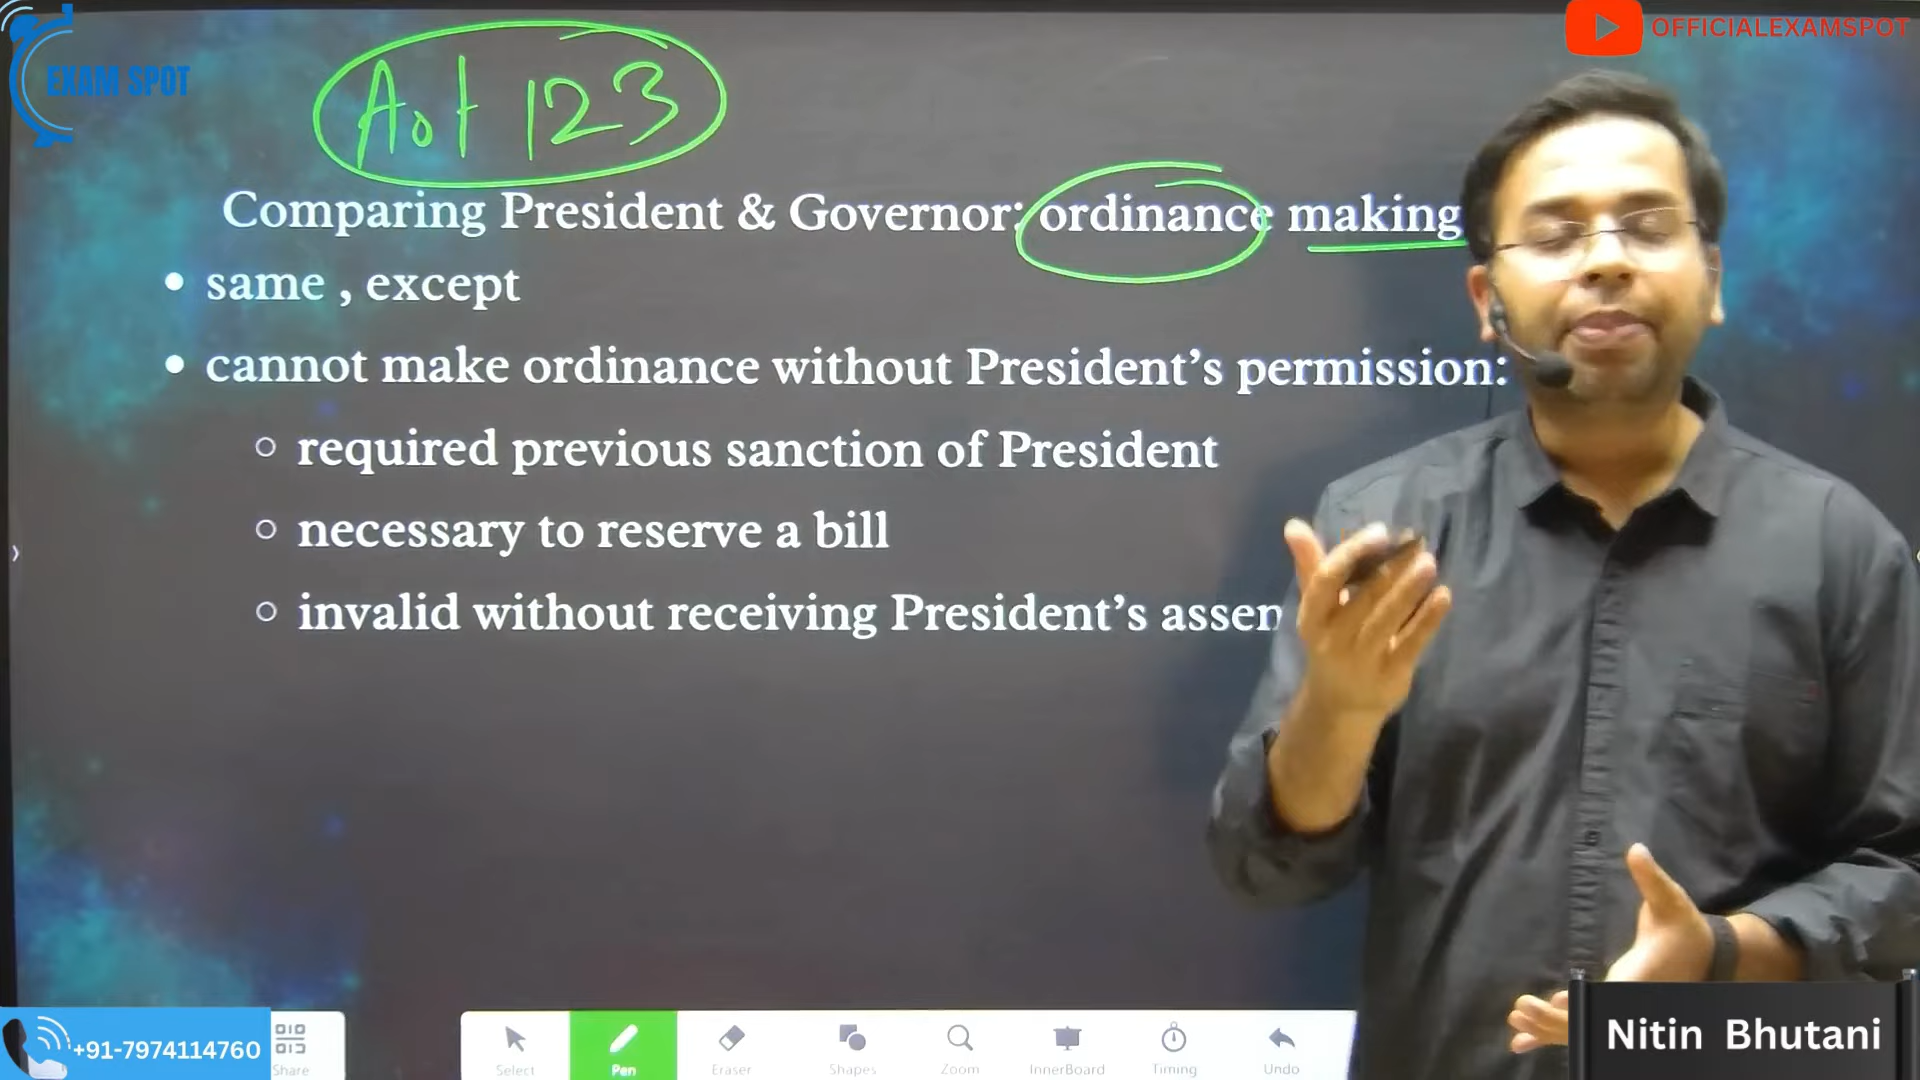 EXAM SPOT
OFFICIALEXAMSPOT
Art 123
Comparing President & Governor: ordinance making
• same , except
• cannot make ordinance without President's permission:
○ required previous sanction of President
○ necessary to reserve a bill
○ invalid without receiving President's assen
+91-7974114760
Share
Select
Pen
Eraser
Shapes
Zoom
InnerBoard
Timing
Undo
Nitin Bhutani